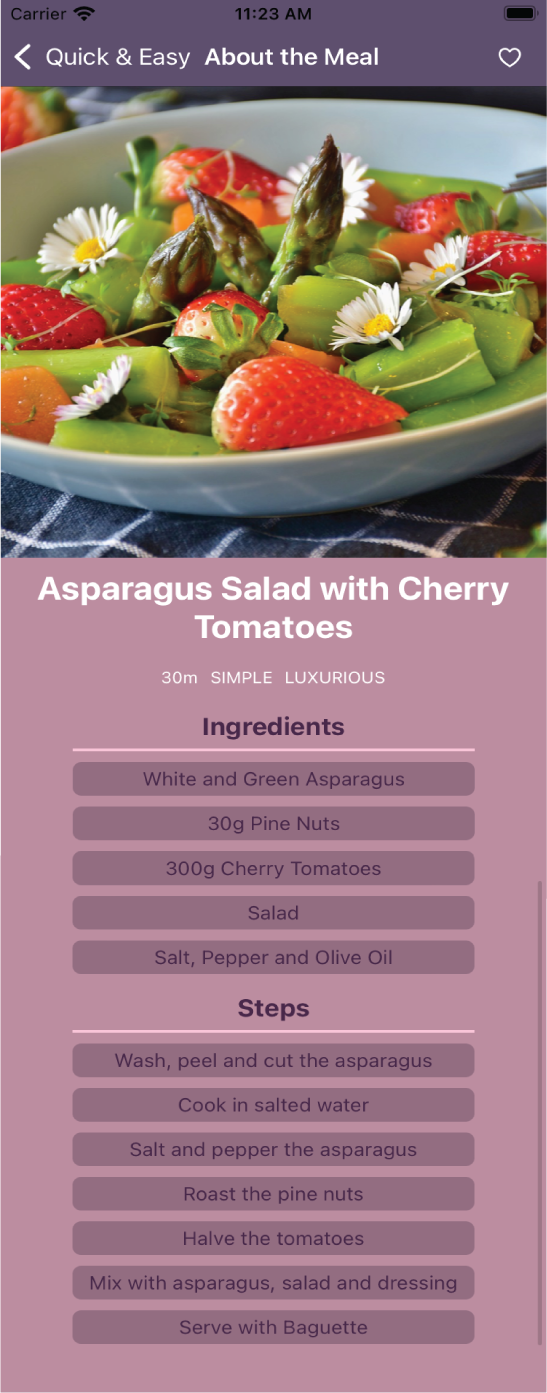 Carrier 11:23 AM
Quick & Easy About the Meal
Asparagus Salad with Cherry
Tomatoes
30m SIMPLE LUXURIOUS
Ingredients
White and Green Asparagus
30g Pine Nuts
300g Cherry Tomatoes
Salad
Salt, Pepper and Olive Oil
Steps
Wash, peel and cut the asparagus
Cook in salted water
Salt and pepper the asparagus
Roast the pine nuts
Halve the tomatoes
Mix with asparagus, salad and dressing
Serve with Baguette